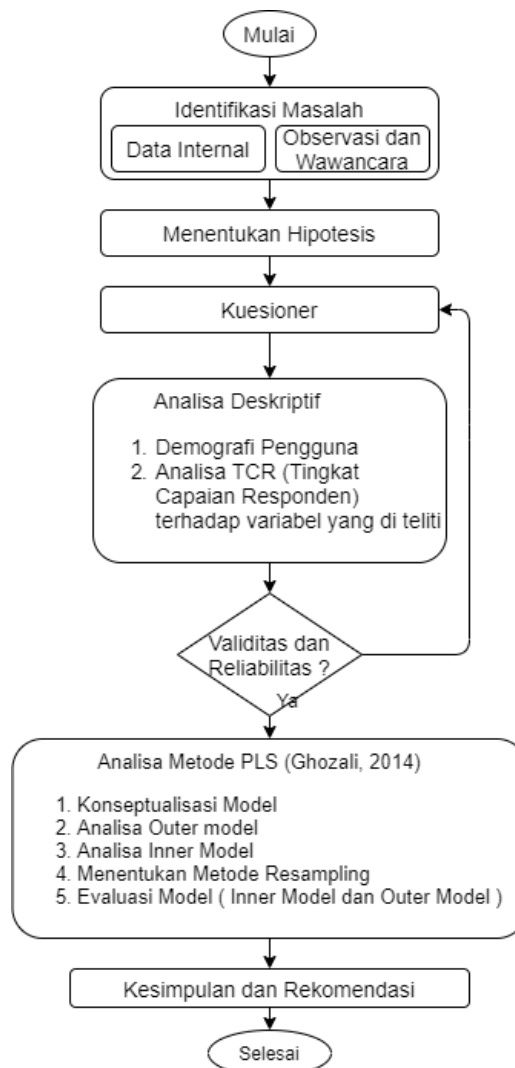 Mulai
Identifikasi Masalah
Data Internal
Observasi dan
Wawancara
Menentukan Hipotesis
Kuesioner
Analisa Deskriptif
1. Demografi Pengguna
2. Analisa TCR (Tingkat
Capaian Responden)
terhadap variabel yang di teliti
Validitas dan
Reliabilitas ?
Ya
Analisa Metode PLS (Ghozali, 2014)
1. Konseptualisasi Model
2. Analisa Outer model
3. Analisa Inner Model
4. Menentukan Metode Resampling
5. Evaluasi Model ( Inner Model dan Outer Model )
Kesimpulan dan Rekomendasi
Selesai